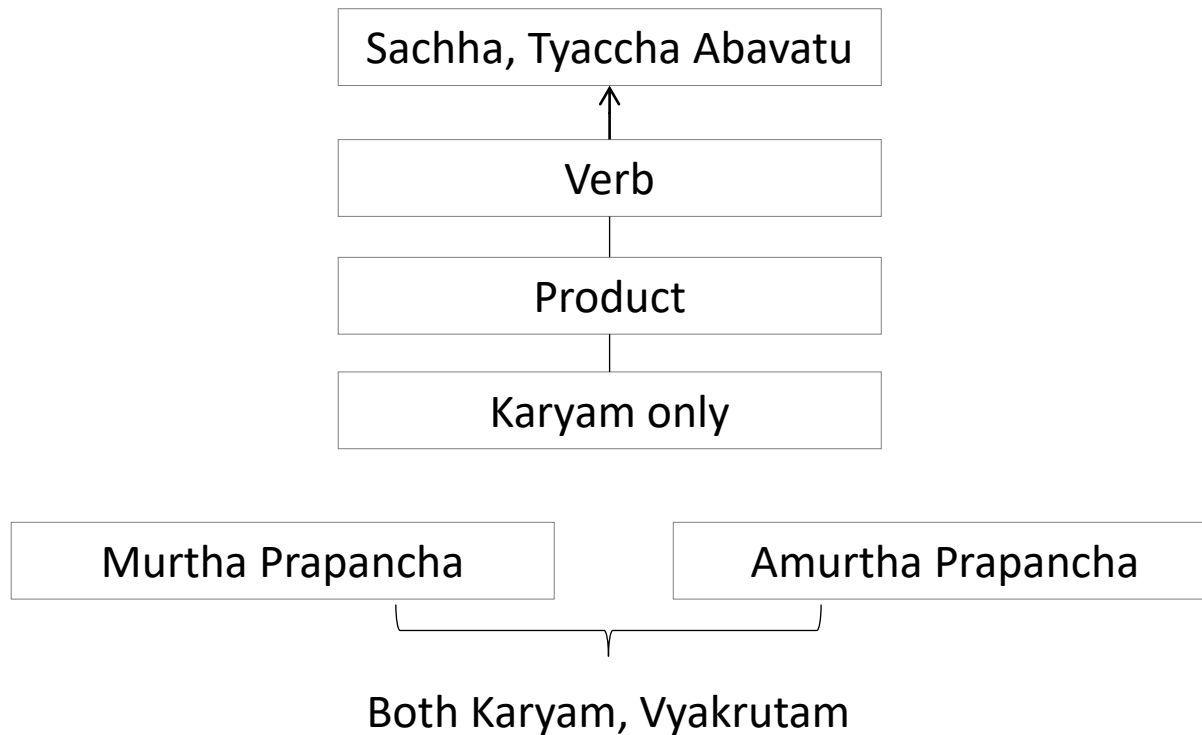 Sachha, Tyaccha Abavatu
Verb
Product
Karyam only
Murtha Prapancha
Amurtha Prapancha
Both Karyam, Vyakrutam